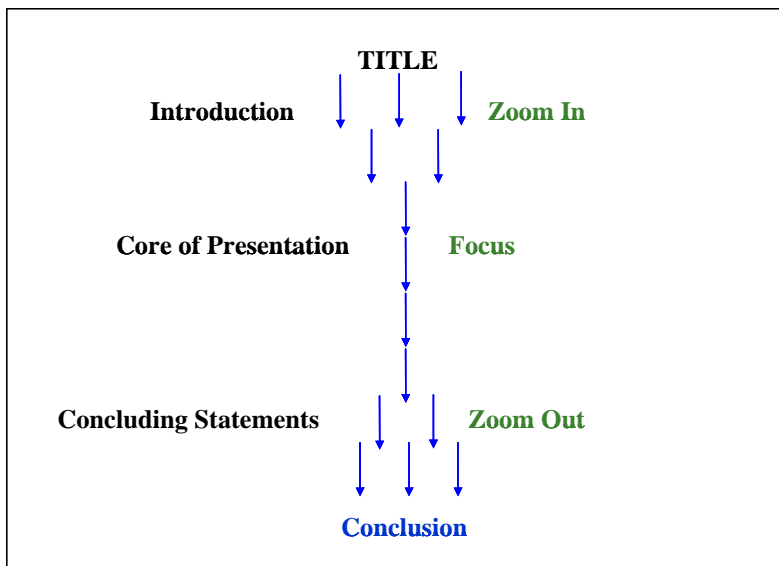 TITLE
Introduction Zoom In
Core of Presentation Focus
Concluding Statements Zoom Out
Conclusion